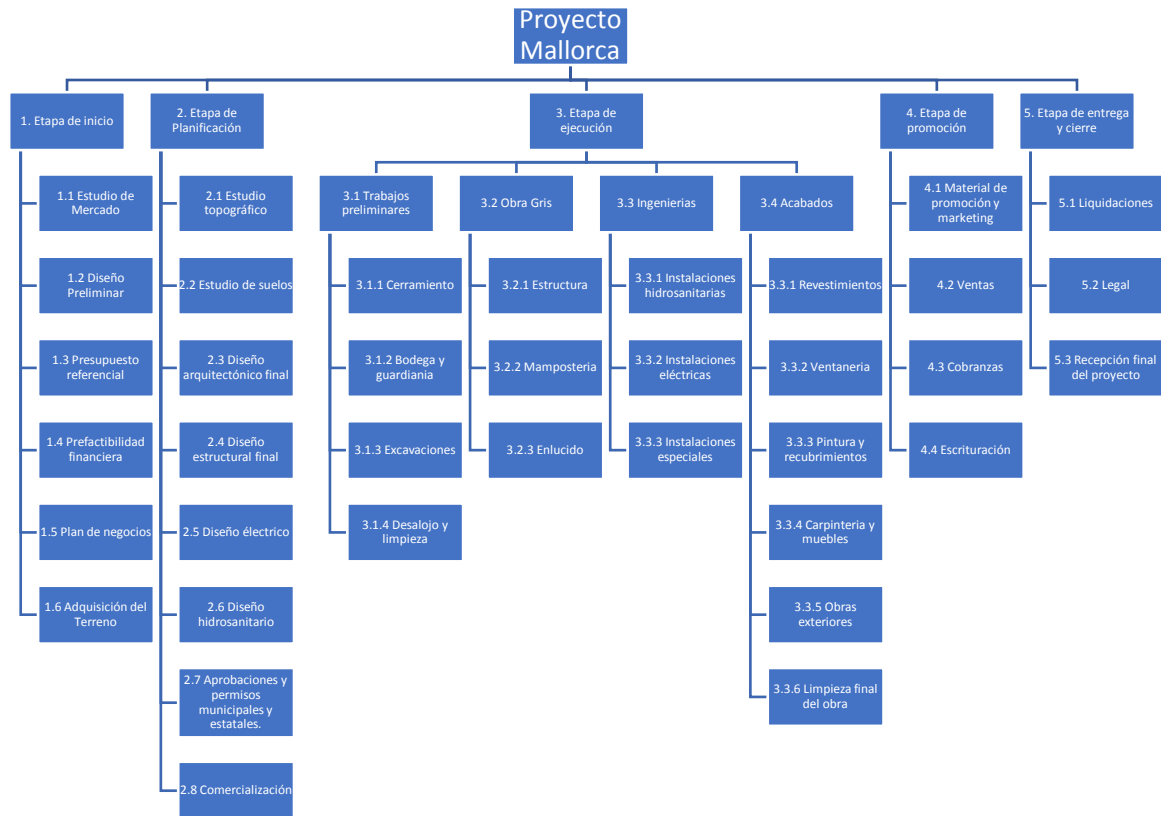 Proyecto
Mallorca
1. Etapa de inicio
2. Etapa de
Planificación
3. Etapa de
ejecución
4. Etapa de
promoción
5. Etapa de entrega
y cierre
1.1 Estudio de
Mercado
1.2 Diseño
Preliminar
1.3 Presupuesto
referencial
1.4 Prefactibilidad
financiera
1.5 Plan de negocios
1.6 Adquisición del
Terreno
2.1 Estudio
topográfico
2.2 Estudio de suelos
2.3 Diseño
arquitectónico final
2.4 Diseño
estructural final
2.5 Diseño électrico
2.6 Diseño
hidrosanitario
2.7 Aprobaciones y
permisos
municipales y
estatales.
2.8 Comercialización
3.1 Trabajos
preliminares
3.1.1 Cerramiento
3.1.2 Bodega y
guardiania
3.1.3 Excavaciones
3.1.4 Desalojo y
limpieza
3.2 Obra Gris
3.2.1 Estructura
3.2.2 Mamposteria
3.2.3 Enlucido
3.3 Ingenierias
3.3.1 Instalaciones
hidrosanitarias
3.3.2 Instalaciones
eléctricas
3.3.3 Instalaciones
especiales
3.4 Acabados
3.3.1 Revestimientos
3.3.2 Ventaneria
3.3.3 Pintura y
recubrimientos
3.3.4 Carpinteria y
muebles
3.3.5 Obras
exteriores
3.3.6 Limpieza final
del obra
4.1 Material de
promoción y
marketing
4.2 Ventas
4.3 Cobranzas
4.4 Escrituración
5.1 Liquidaciones
5.2 Legal
5.3 Recepción final
del proyecto